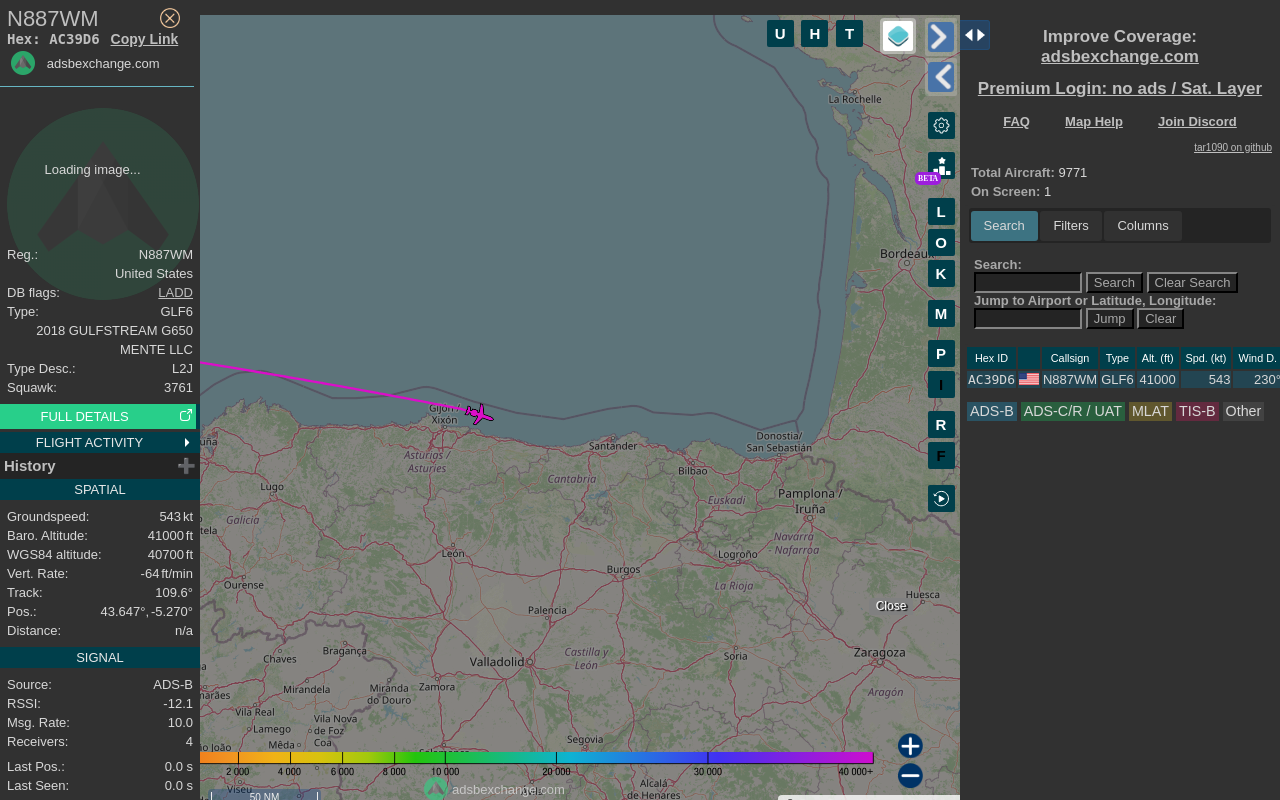 N887WM
Hex: AC39D6 Copy Link
adsbexchange.com
Loading image...
Reg.: N887WM
United States
DB flags: LADD
Type: GLF6
2018 GULFSTREAM G650
MENTE LLC
Type Desc.: L2J
Squawk: 3761
FULL DETAILS
FLIGHT ACTIVITY
History
SPATIAL
Groundspeed: 543 kt
Baro. Altitude: 41000 ft
WGS84 altitude: 40700 ft
Vert. Rate: -64 ft/min
Track: 109.6°
Pos.: 43.647°, -5.270°
Distance: n/a
SIGNAL
Source: ADS-B
RSSI: -12.1
Msg. Rate: 10.0
Receivers: 4
Last Pos.: 0.0 s
Last Seen: 0.0 s
U H T
La Rochelle
BETA
L
O
K
M
P
I
R
F
Bordeaux
Gijón /
Xixón
Santander
Donostia/
San Sebastián
Asturias /
Asturies
Cantabria
Bilbao
Lugo
Euskadi
Pamplona /
Iruña
Galicia
León
Navarra
- Nafarroa
Logroño
Burgos
Ourense
La Rioja
Huesca
Palencia
Close
Bragança
Chaves
Valladolid
Castilla y
León
Soria
Zaragoza
Mirandela
Miranda
do Douro
Zamora
Aragón
Vila Real
Vila Nova
de Foz
Coa
Lamego
Mêda
Segovia
2 000 4 000 6 000 8 000 10 000 20 000 30 000 40 000+
Viseu
adsbexchange.com
Alcalá
de Henares
50 NM
Improve Coverage:
adsbexchange.com
Premium Login: no ads / Sat. Layer
FAQ Map Help Join Discord
tar1090 on github
Total Aircraft: 9771
On Screen: 1
Search Filters Columns
Search:
Search Clear Search
Jump to Airport or Latitude, Longitude:
Jump Clear
Hex ID Callsign Type Alt. (ft) Spd. (kt) Wind D.
AC39D6 N887WM GLF6 41000 543 230°
ADS-B ADS-C/R / UAT MLAT TIS-B Other